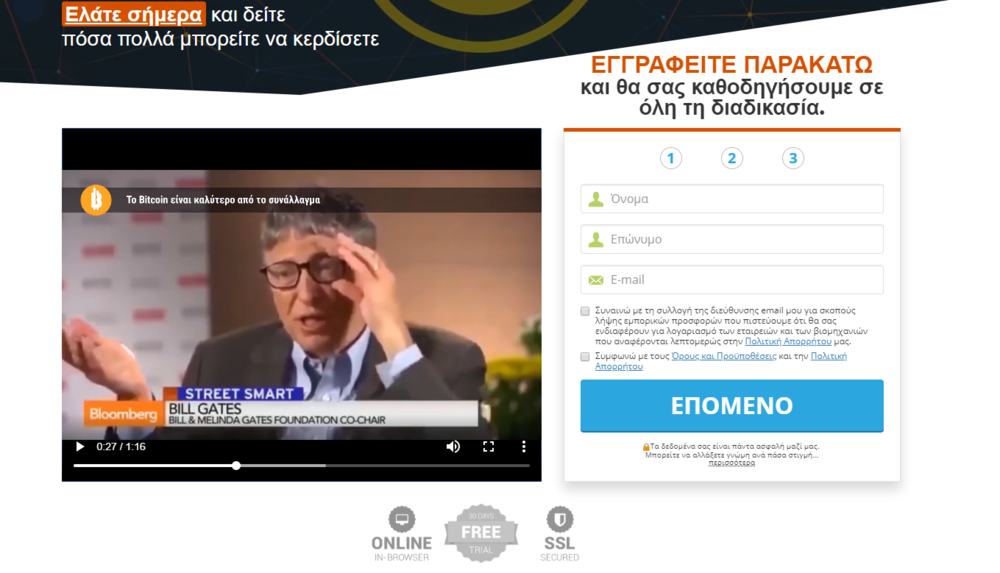 Ελάτε σήμερα και δείτε
πόσα πολλά μπορείτε να κερδίσετε
ΕΓΓΡΑΦΕΙΤΕ ΠΑΡΑΚΑΤΩ
και θα σας καθοδηγήσουμε σε
όλη τη διαδικασία.
Το Bitcoin είναι καλύτερο από το συνάλλαγμα
STREET SMART
Bloomberg
BILL GATES
BILL & MELINDA GATES FOUNDATION CO-CHAIR
0:27 / 1:16
1 2 3
Όνομα
Επώνυμο
E-mail
Συναινώ με τη συλλογή της διεύθυνσης email μου για σκοπούς
λήψης εμπορικών προσφορών που πιστεύουμε ότι θα σας
ενδιαφέρουν για λογαριασμό των εταιρειών και των βιομηχανιών
που αναφέρονται λεπτομερώς στην Πολιτική Απορρήτου μας.
Συμφωνώ με τους Όρους και Προϋποθέσεις και την Πολιτική
Απορρήτου
ΕΠΟΜΕΝΟ
Τα δεδομένα σας είναι πάντα ασφαλή μαζί μας.
Μπορείτε να αλλάξετε γνώμη ανά πάσα στιγμή...
περισσότερα
ONLINE
IN-BROWSER
30 DAYS
FREE
TRIAL
SSL
SECURED